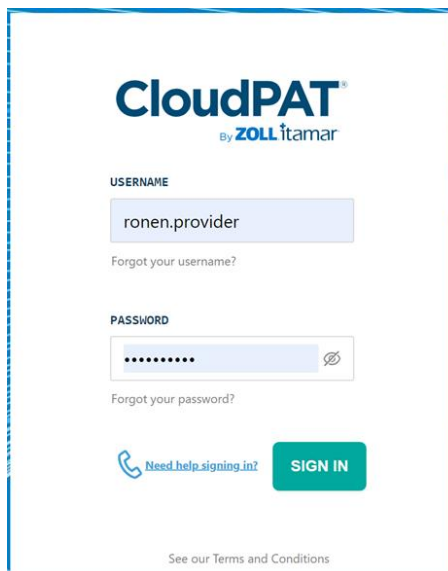 CloudPAT®
By ZOLL itamar
USERNAME
ronen.provider
Forgot your username?
PASSWORD
••••••••••
Forgot your password?
Need help signing in?
SIGN IN
See our Terms and Conditions